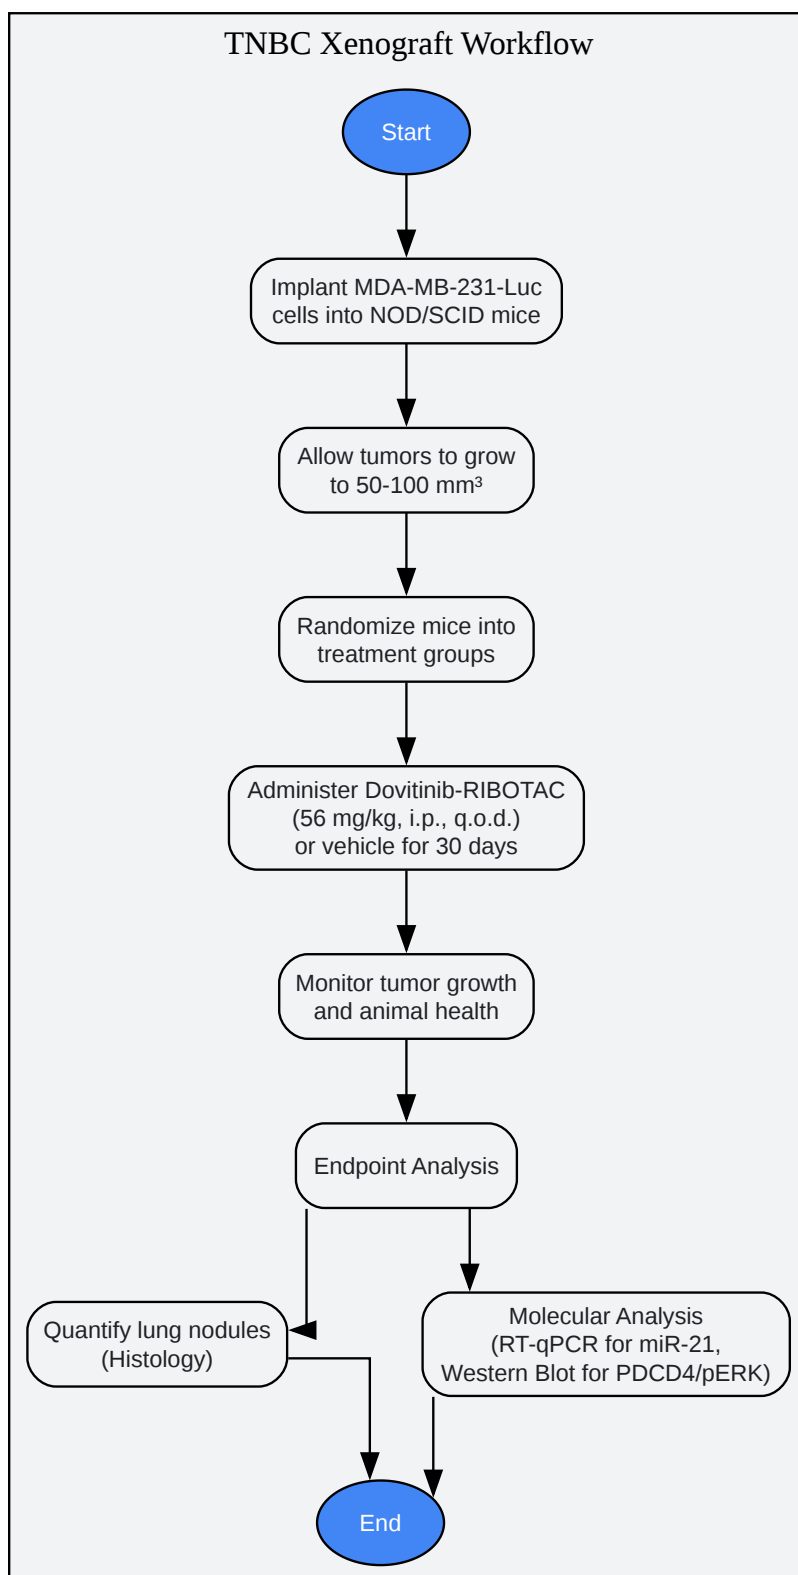 TNBC Xenograft Workflow
Start
Implant MDA-MB-231-Luc
cells into NOD/SCID mice
Allow tumors to grow
to 50-100 mm³
Randomize mice into
treatment groups
Administer Dovitinib-RIBOTAC
(56 mg/kg, i.p., q.o.d.)
or vehicle for 30 days
Monitor tumor growth
and animal health
Endpoint Analysis
Quantify lung nodules
(Histology)
Molecular Analysis
(RT-qPCR for miR-21,
Western Blot for PDCD4/pERK)
End